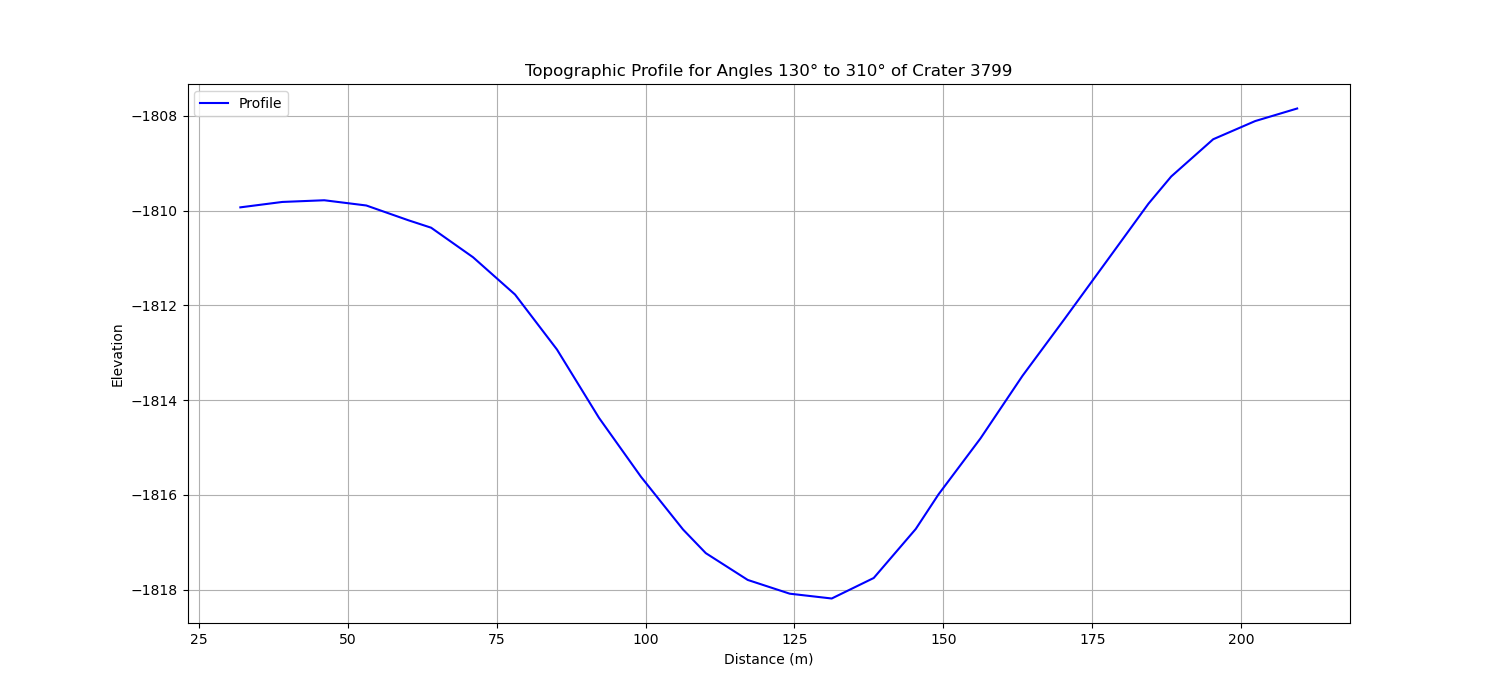 Topographic Profile for Angles 130° to 310° of Crater 3799
Profile
−1808
−1810
−1812
−1814
−1816
−1818
Elevation
25 50 75 100 125 150 175 200
Distance (m)